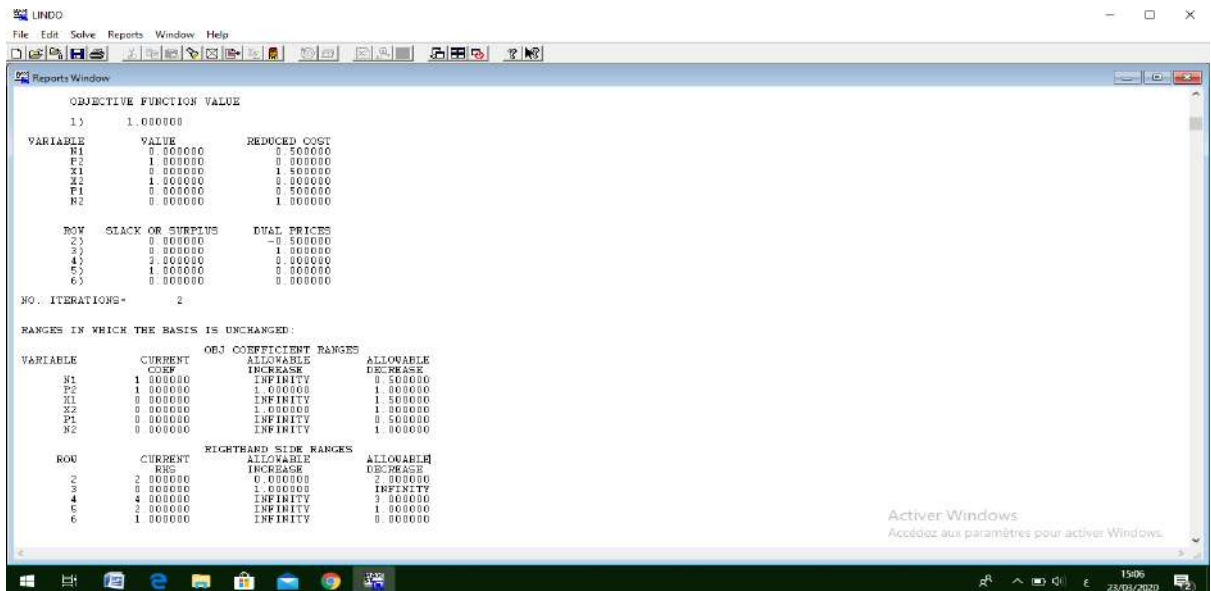 LINDO
File Edit Solve Reports Window Help
Reports Window
OBJECTIVE FUNCTION VALUE
1) 1.000000
VARIABLE VALUE REDUCED COST
N1 0.000000 0.500000
P2 1.000000 0.000000
X1 0.000000 1.500000
X2 1.000000 0.000000
P1 0.000000 0.500000
N2 0.000000 1.000000
ROW SLACK OR SURPLUS DUAL PRICES
2) 0.000000 -0.500000
3) 0.000000 1.000000
4) 3.000000 0.000000
5) 1.000000 0.000000
6) 0.000000 0.000000
NO. ITERATIONS= 2
RANGES IN WHICH THE BASIS IS UNCHANGED:
OBJ COEFFICIENT RANGES
VARIABLE CURRENT ALLOWABLE ALLOWABLE
COEF INCREASE DECREASE
N1 1.000000 INFINITY 0.500000
P2 1.000000 1.000000 1.000000
X1 0.000000 INFINITY 1.500000
X2 0.000000 1.000000 1.000000
P1 0.000000 INFINITY 0.500000
N2 0.000000 INFINITY 1.000000
RIGHTHAND SIDE RANGES
ROW CURRENT ALLOWABLE ALLOWABLE
RHS INCREASE DECREASE
2 2.000000 0.000000 2.000000
3 0.000000 1.000000 INFINITY
4 4.000000 INFINITY 3.000000
5 2.000000 INFINITY 1.000000
6 1.000000 INFINITY 0.000000
Activer Windows
Accédez aux paramètres pour activer Windows.
15:06
ع
23/03/2020